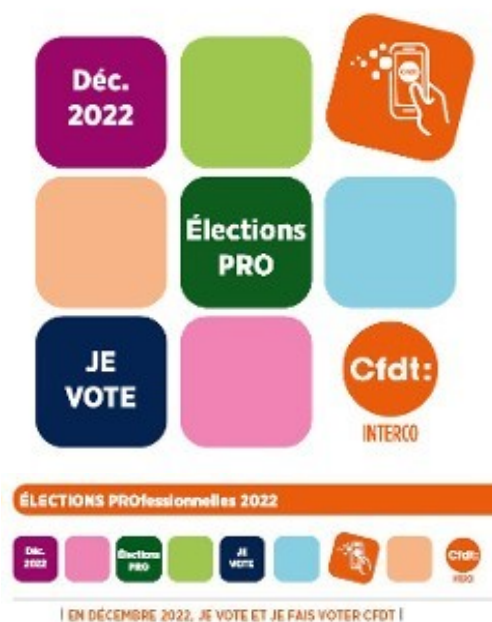 Déc.
2022
Cfdt:
Élections
PRO
JE
VOTE
Cfdt:
INTERCO
ÉLECTIONS PROfessionnelles 2022
Déc.
2022
Élections
PRO
JE
VOTE
Cfdt:
| EN DÉCEMBRE 2022, JE VOTE ET JE FAIS VOTER CFDT |